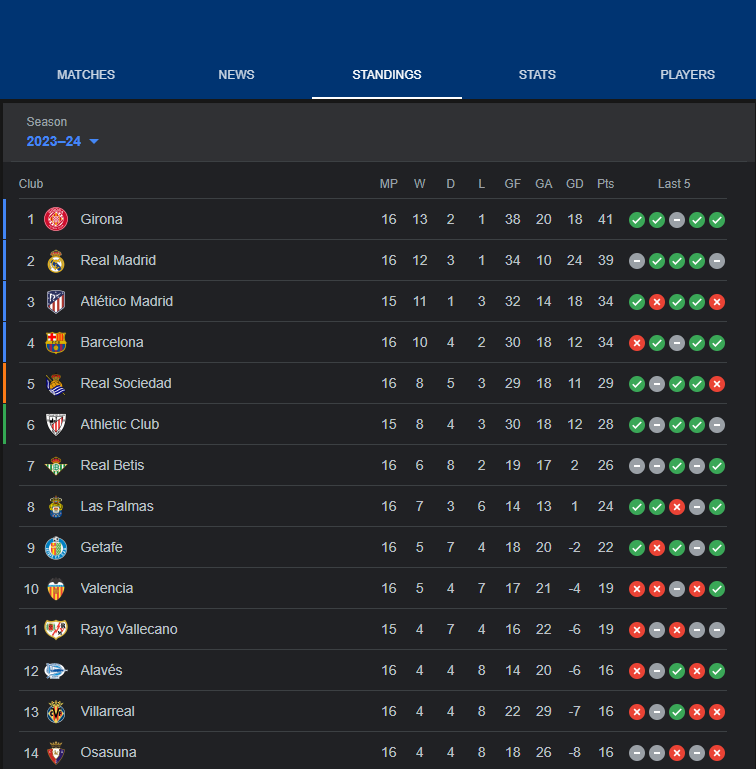 MATCHES NEWS STANDINGS STATS PLAYERS
Season
2023–24
Club MP W D L GF GA GD Pts Last 5
1 Girona 16 13 2 1 38 20 18 41
2 Real Madrid 16 12 3 1 34 10 24 39
3 Atlético Madrid 15 11 1 3 32 14 18 34
4 Barcelona 16 10 4 2 30 18 12 34
5 Real Sociedad 16 8 5 3 29 18 11 29
6 Athletic Club 15 8 4 3 30 18 12 28
7 Real Betis 16 6 8 2 19 17 2 26
8 Las Palmas 16 7 3 6 14 13 1 24
9 Getafe 16 5 7 4 18 20 -2 22
10 Valencia 16 5 4 7 17 21 -4 19
11 Rayo Vallecano 15 4 7 4 16 22 -6 19
12 Alavés 16 4 4 8 14 20 -6 16
13 Villarreal 16 4 4 8 22 29 -7 16
14 Osasuna 16 4 4 8 18 26 -8 16